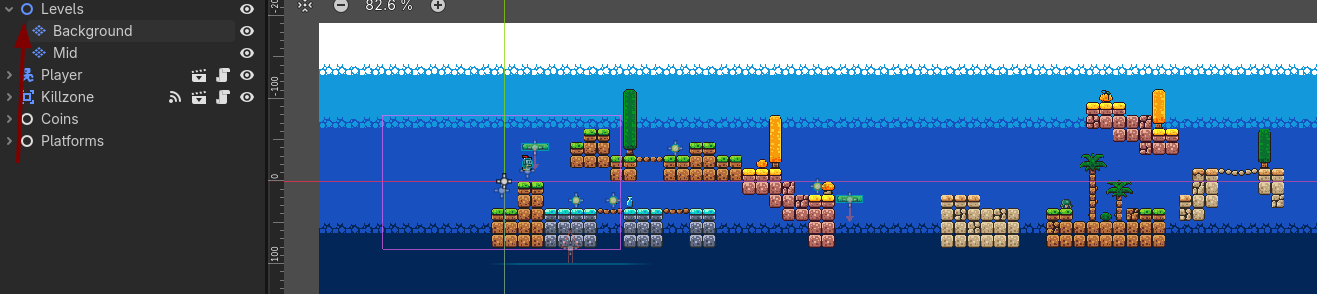 Levels
Background
Mid
Player
Killzone
Coins
Platforms
82.6 %
-100
0
100